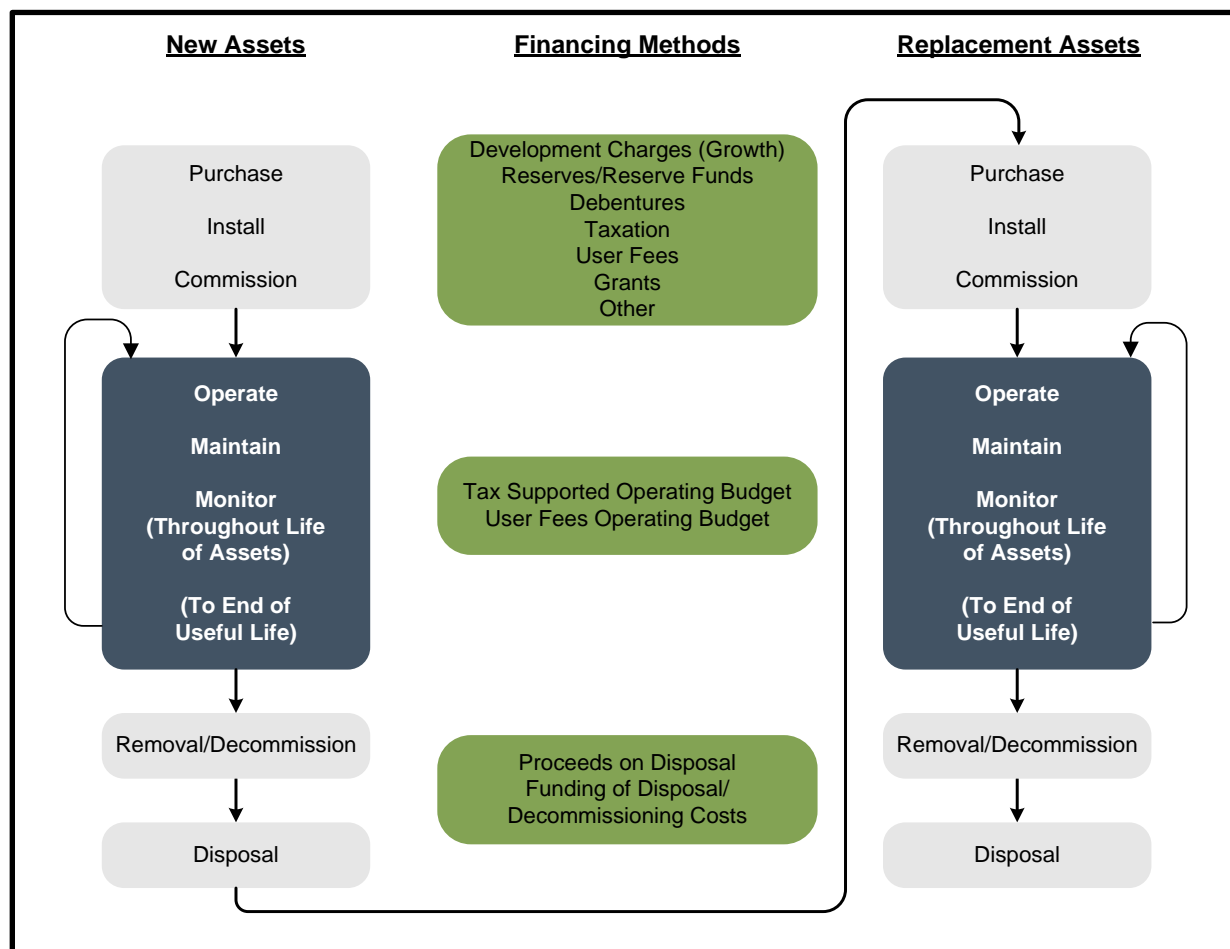 New Assets
Financing Methods
Replacement Assets
Purchase
Install
Commission
Operate
Maintain
Monitor
(Throughout Life
of Assets)
(To End of
Useful Life)
Removal/Decommission
Disposal
Development Charges (Growth)
Reserves/Reserve Funds
Debentures
Taxation
User Fees
Grants
Other
Tax Supported Operating Budget
User Fees Operating Budget
Proceeds on Disposal
Funding of Disposal/
Decommissioning Costs
Purchase
Install
Commission
Operate
Maintain
Monitor
(Throughout Life
of Assets)
(To End of
Useful Life)
Removal/Decommission
Disposal